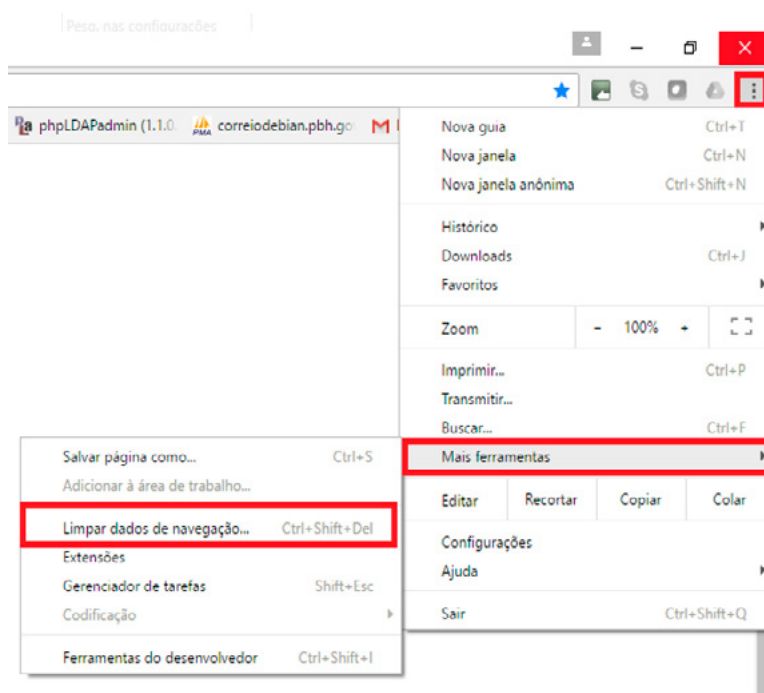 Pesq. nas configurações
phpLDAPadmin (1.1.0. PMA correiodebian.pbh.go
Nova guia Ctrl+T
Nova janela Ctrl+N
Nova janela anônima Ctrl+Shift+N
Histórico
Downloads Ctrl+J
Favoritos
Zoom - 100% +
Imprimir... Ctrl+P
Transmitir...
Buscar... Ctrl+F
Mais ferramentas
Editar Recortar Copiar Colar
Configurações
Ajuda
Sair Ctrl+Shift+Q
Salvar página como... Ctrl+S
Adicionar à área de trabalho...
Limpar dados de navegação... Ctrl+Shift+Del
Extensões
Gerenciador de tarefas Shift+Esc
Codificação
Ferramentas do desenvolvedor Ctrl+Shift+I